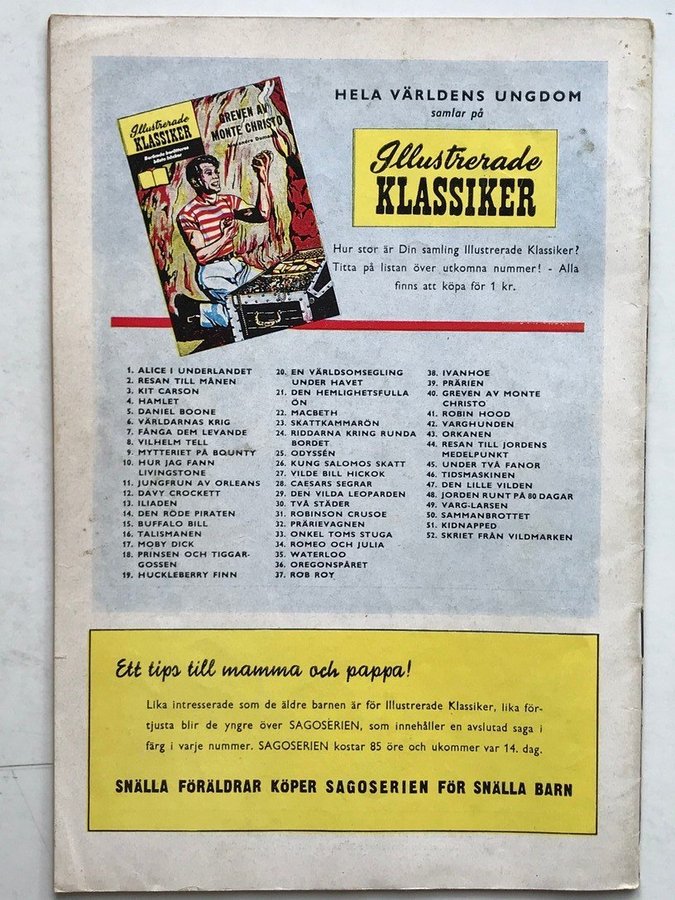 Illustrerade
KLASSIKER
Berömda berättares
bästa böcker
GREVEN AV
MONTE CHRISTO
Alexandre Dumas
HELA VÄRLDENS UNGDOM
samlar på
Illustrerade
KLASSIKER
Hur stor är Din samling Illustrerade Klassiker?
Titta på listan över utkomna nummer! - Alla
finns att köpa för 1 kr.
1. ALICE I UNDERLANDET
2. RESAN TILL MÅNEN
3. KIT CARSON
4. HAMLET
5. DANIEL BOONE
6. VÄRLDARNAS KRIG
7. FÅNGA DEM LEVANDE
8. VILHELM TELL
9. MYTTERIET PÅ BOUNTY
10. HUR JAG FANN
LIVINGSTONE
11. JUNGFRUN AV ORLEANS
12. DAVY CROCKETT
13. ILIADEN
14. DEN RÖDE PIRATEN
15. BUFFALO BILL
16. TALISMANEN
17. MOBY DICK
18. PRINSEN OCH TIGGAR-
GOSSEN
19. HUCKLEBERRY FINN
20. EN VÄRLDSOMSEGLING
UNDER HAVET
21. DEN HEMLIGHETSFULLA
ÖN
22. MACBETH
23. SKATTKAMMARÖN
24. RIDDARNA KRING RUNDA
BORDET
25. ODYSSÉN
26. KUNG SALOMOS SKATT
27. VILDE BILL HICKOK
28. CAESARS SEGRAR
29. DEN VILDA LEOPARDEN
30. TVÅ STÄDER
31. ROBINSON CRUSOE
32. PRÄRIEVAGNEN
33. ONKEL TOMS STUGA
34. ROMEO OCH JULIA
35. WATERLOO
36. OREGONSPÅRET
37. ROB ROY
38. IVANHOE
39. PRÄRIEN
40. GREVEN AV MONTE
CHRISTO
41. ROBIN HOOD
42. VARGHUNDEN
43. ORKANEN
44. RESAN TILL JORDENS
MEDELPUNKT
45. UNDER TVÅ FANOR
46. TIDSMASKINEN
47. DEN LILLE VILDEN
48. JORDEN RUNT PÅ 80 DAGAR
49. VARG-LARSEN
50. SAMMANBROTTET
51. KIDNAPPED
52. SKRIET FRÅN VILDMARKEN
Ett tips till mamma och pappa!
Lika intresserade som de äldre barnen är för Illustrerade Klassiker, lika för-
tjusta blir de yngre över SAGOSERIEN, som innehåller en avslutad saga i
färg i varje nummer. SAGOSERIEN kostar 85 öre och ukommer var 14. dag.
SNÄLLA FÖRÄLDRAR KÖPER SAGOSERIEN FÖR SNÄLLA BARN